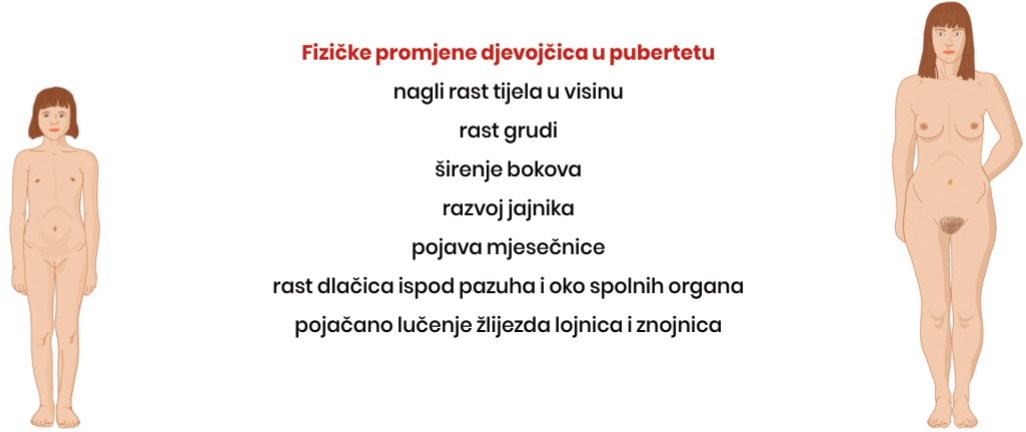 Fizičke promjene djevojčica u pubertetu
nagli rast tijela u visinu
rast grudi
širenje bokova
razvoj jajnika
pojava mjesečnice
rast dlačica ispod pazuha i oko spolnih organa
pojačano lučenje žlijezda lojnica i znojnica